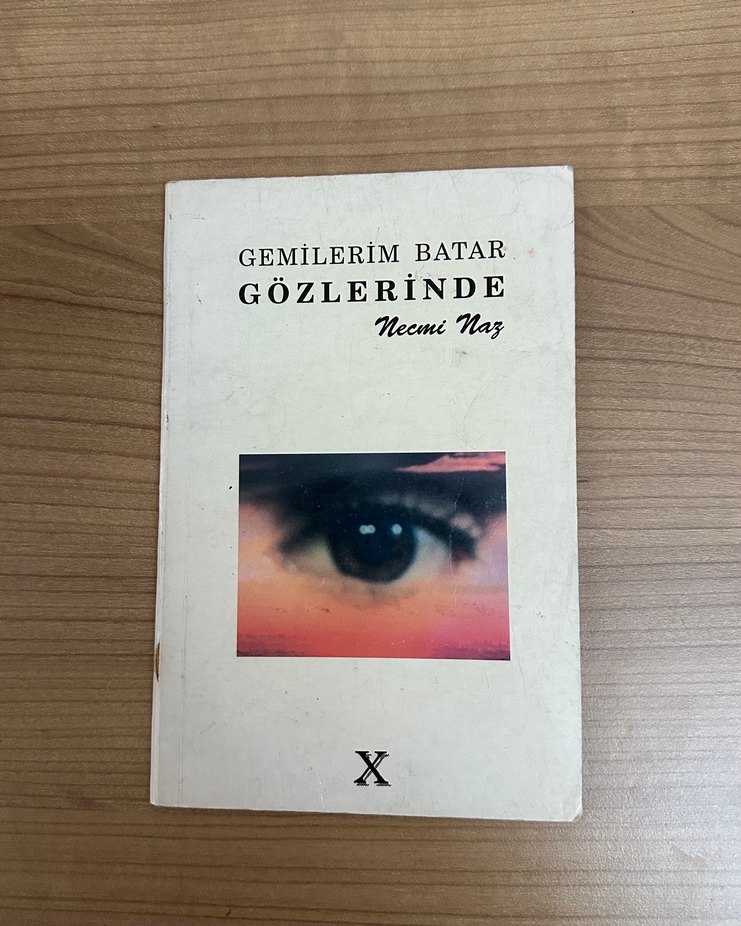 GEMİLERİM BATAR
GÖZLERİNDE
Necmi Naz
X